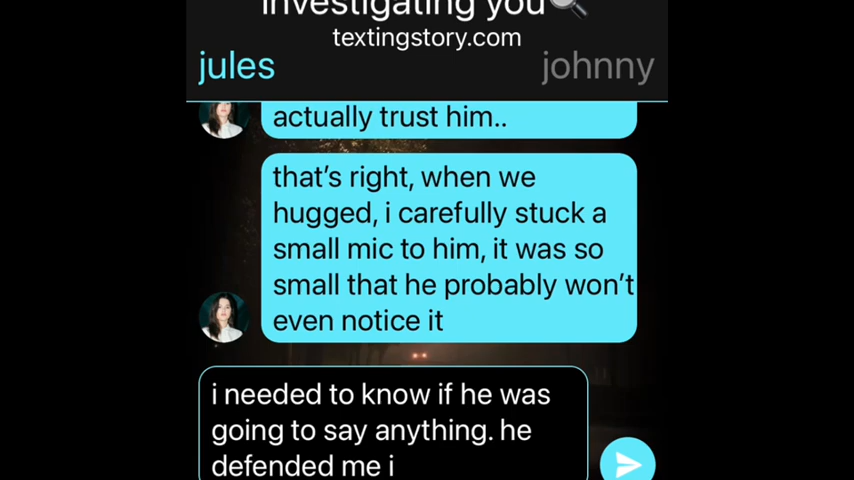 investigating you
textingstory.com
jules
johnny
actually trust him..
that’s right, when we
hugged, i carefully stuck a
small mic to him, it was so
small that he probably won’t
even notice it
i needed to know if he was
going to say anything. he
defended me i